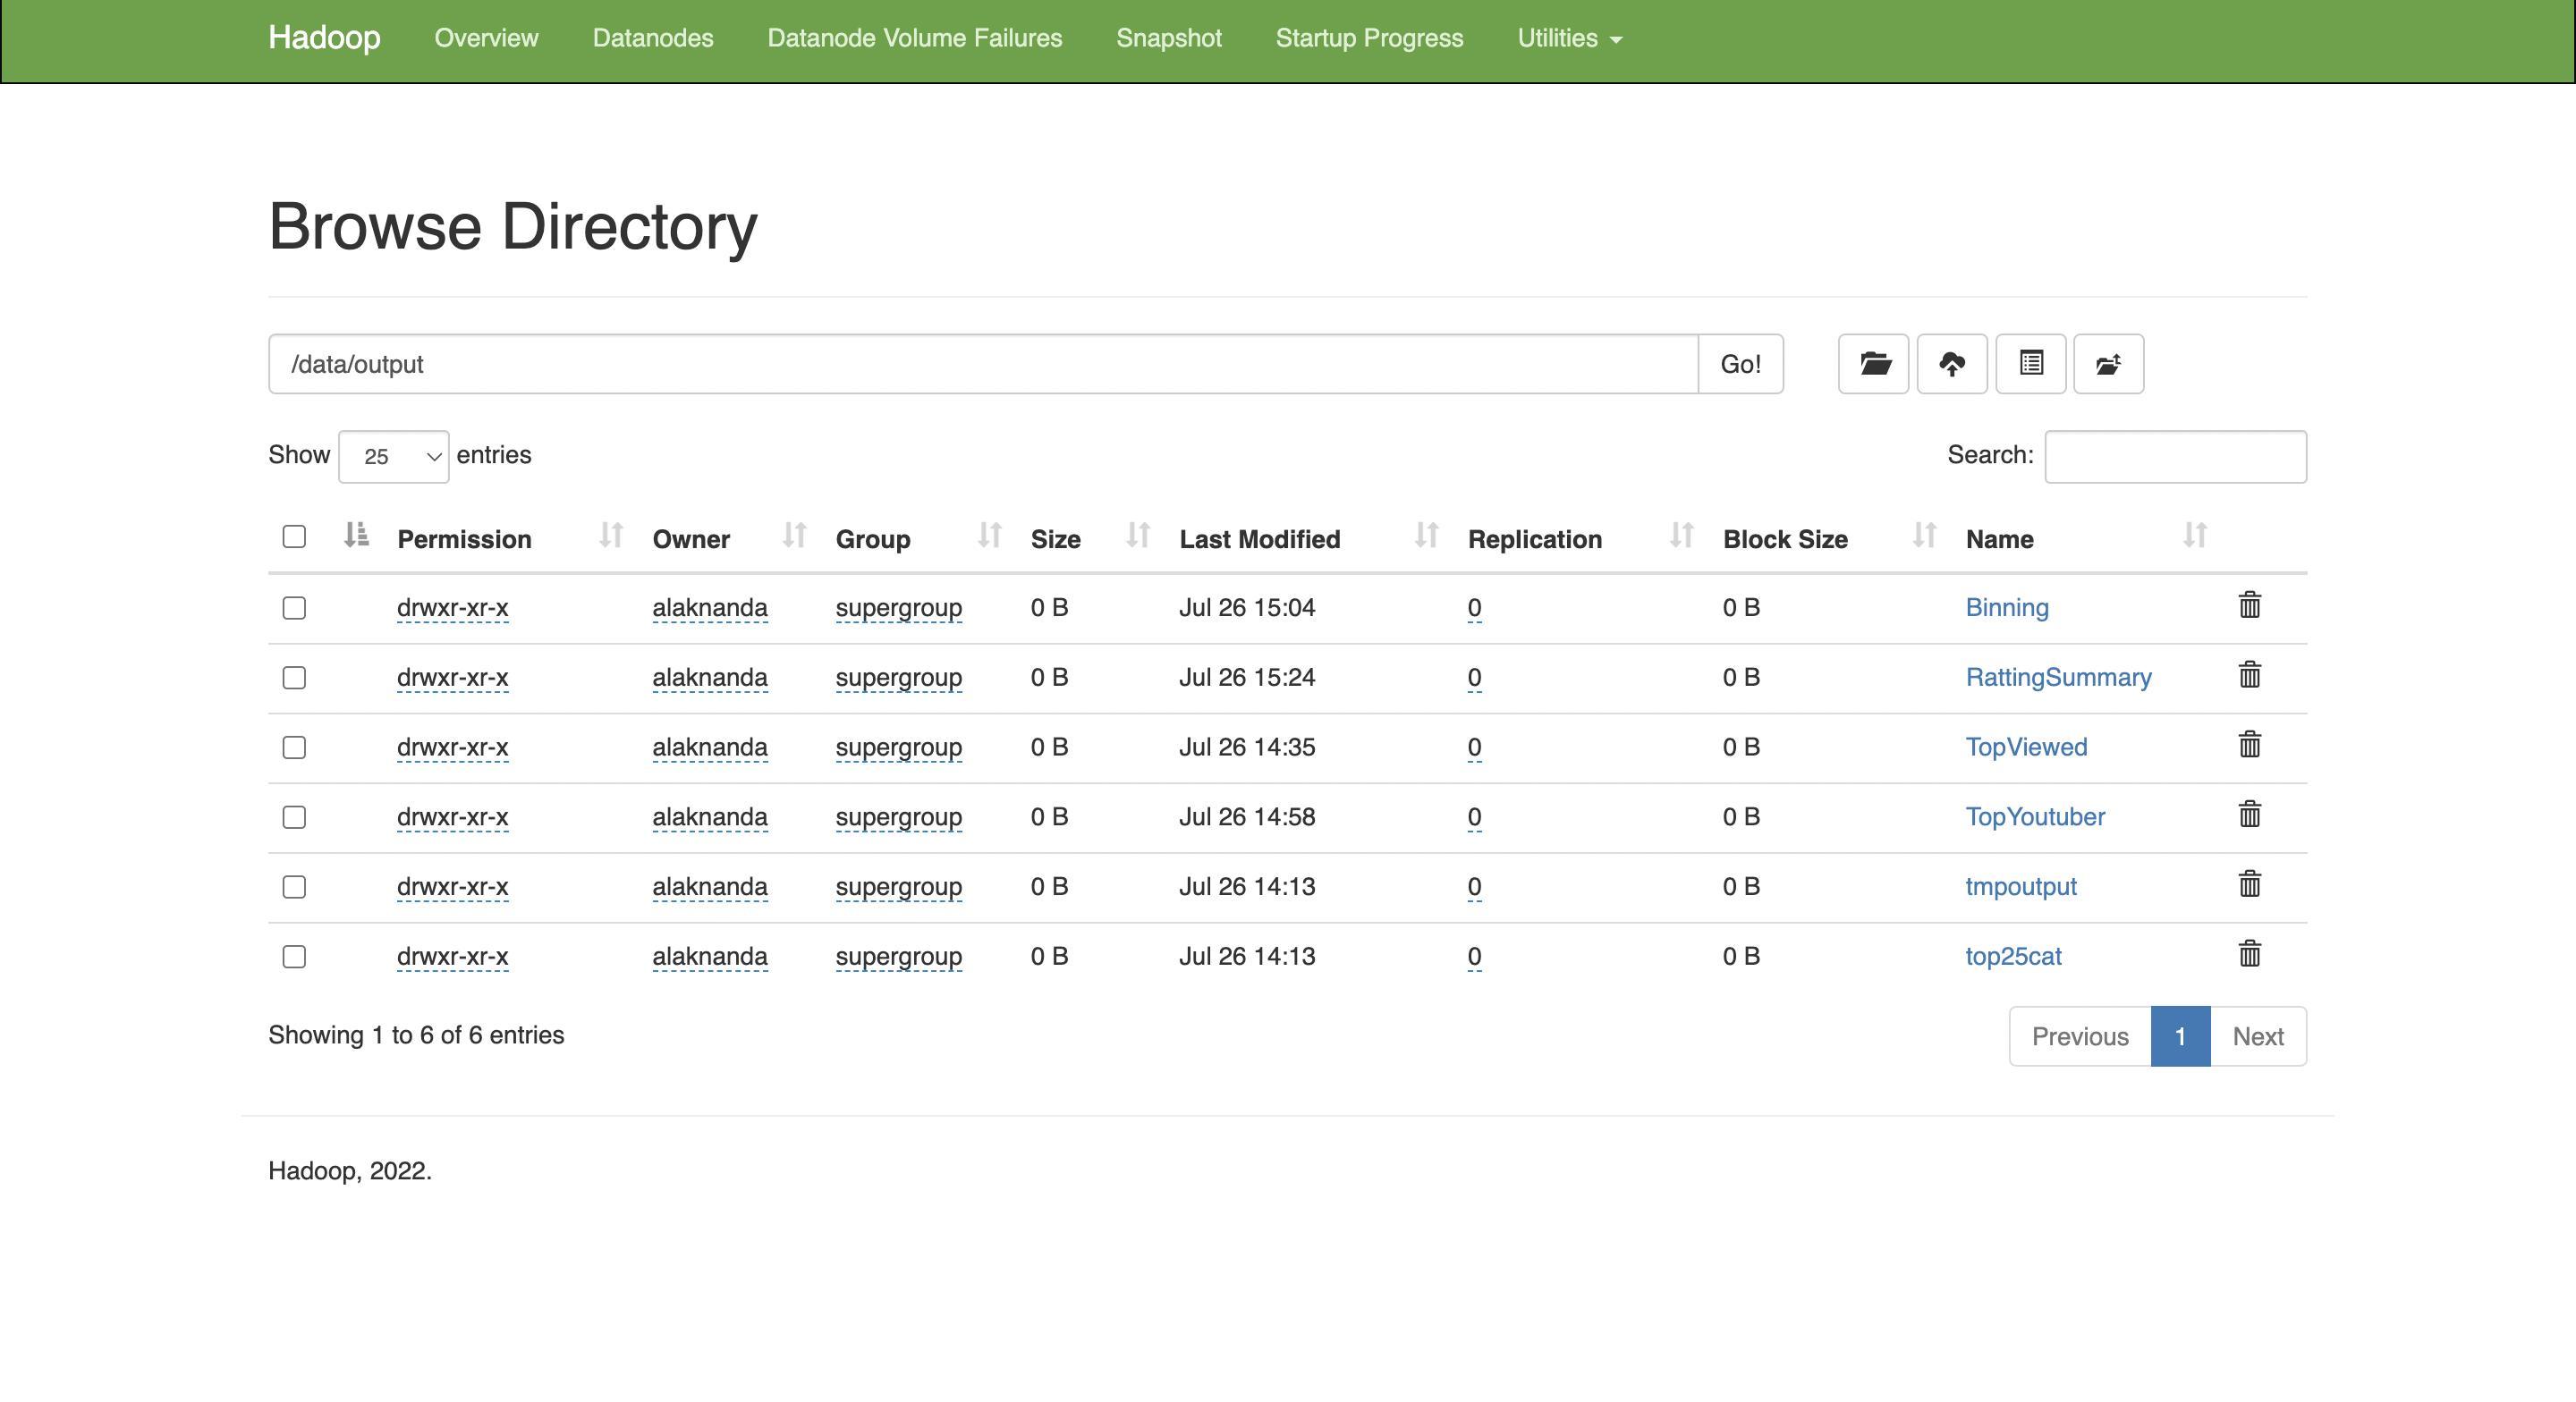 Hadoop Overview Datanodes Datanode Volume Failures Snapshot Startup Progress Utilities
Browse Directory
/data/output Go!
Show 25 entries Search:
Permission Owner Group Size Last Modified Replication Block Size Name
drwxr-xr-x alaknanda supergroup 0 B Jul 26 15:04 0 0 B Binning
drwxr-xr-x alaknanda supergroup 0 B Jul 26 15:24 0 0 B RattingSummary
drwxr-xr-x alaknanda supergroup 0 B Jul 26 14:35 0 0 B TopViewed
drwxr-xr-x alaknanda supergroup 0 B Jul 26 14:58 0 0 B TopYoutuber
drwxr-xr-x alaknanda supergroup 0 B Jul 26 14:13 0 0 B tmpoutput
drwxr-xr-x alaknanda supergroup 0 B Jul 26 14:13 0 0 B top25cat
Showing 1 to 6 of 6 entries Previous 1 Next
Hadoop, 2022.